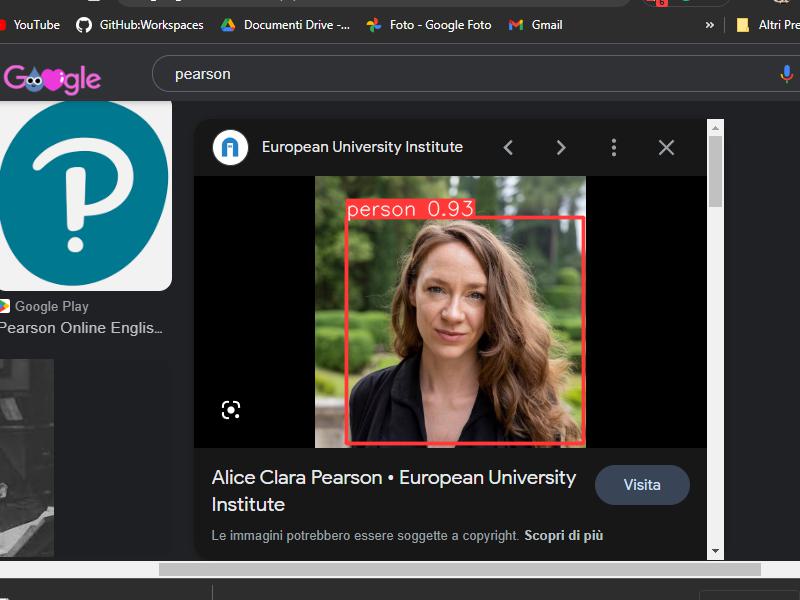 YouTube
GitHub:Workspaces
Documenti Drive -...
Foto - Google Foto
Gmail
»
Altri Pre
Google
pearson
European University Institute
person 0.93
Google Play
Pearson Online Englis...
Alice Clara Pearson • European University
Institute
Visita
Le immagini potrebbero essere soggette a copyright. Scopri di più